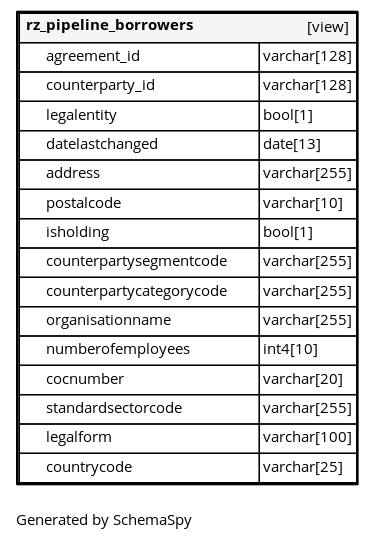 rz_pipeline_borrowers [view]
agreement_id varchar[128]
counterparty_id varchar[128]
legalentity bool[1]
datelastchanged date[13]
address varchar[255]
postalcode varchar[10]
isholding bool[1]
counterpartysegmentcode varchar[255]
counterpartycategorycode varchar[255]
organisationname varchar[255]
numberofemployees int4[10]
cocnumber varchar[20]
standardsectorcode varchar[255]
legalform varchar[100]
countrycode varchar[25]
Generated by SchemaSpy